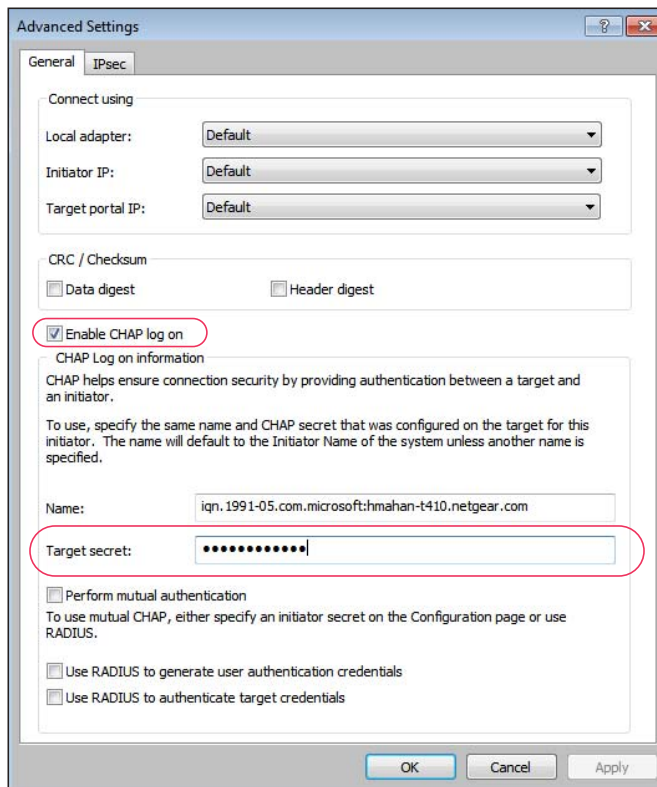 Advanced Settings
General
IPsec
Connect using
Local adapter: Default
Initiator IP: Default
Target portal IP: Default
CRC / Checksum
Data digest Header digest
Enable CHAP log on
CHAP Log on information
CHAP helps ensure connection security by providing authentication between a target and
an initiator.
To use, specify the same name and CHAP secret that was configured on the target for this
initiator. The name will default to the Initiator Name of the system unless another name is
specified.
Name: iqn.1991-05.com.microsoft:hmahan-t410.netgear.com
Target secret: ●●●●●●●●●●●●
Perform mutual authentication
To use mutual CHAP, either specify an initiator secret on the Configuration page or use
RADIUS.
Use RADIUS to generate user authentication credentials
Use RADIUS to authenticate target credentials
OK Cancel Apply